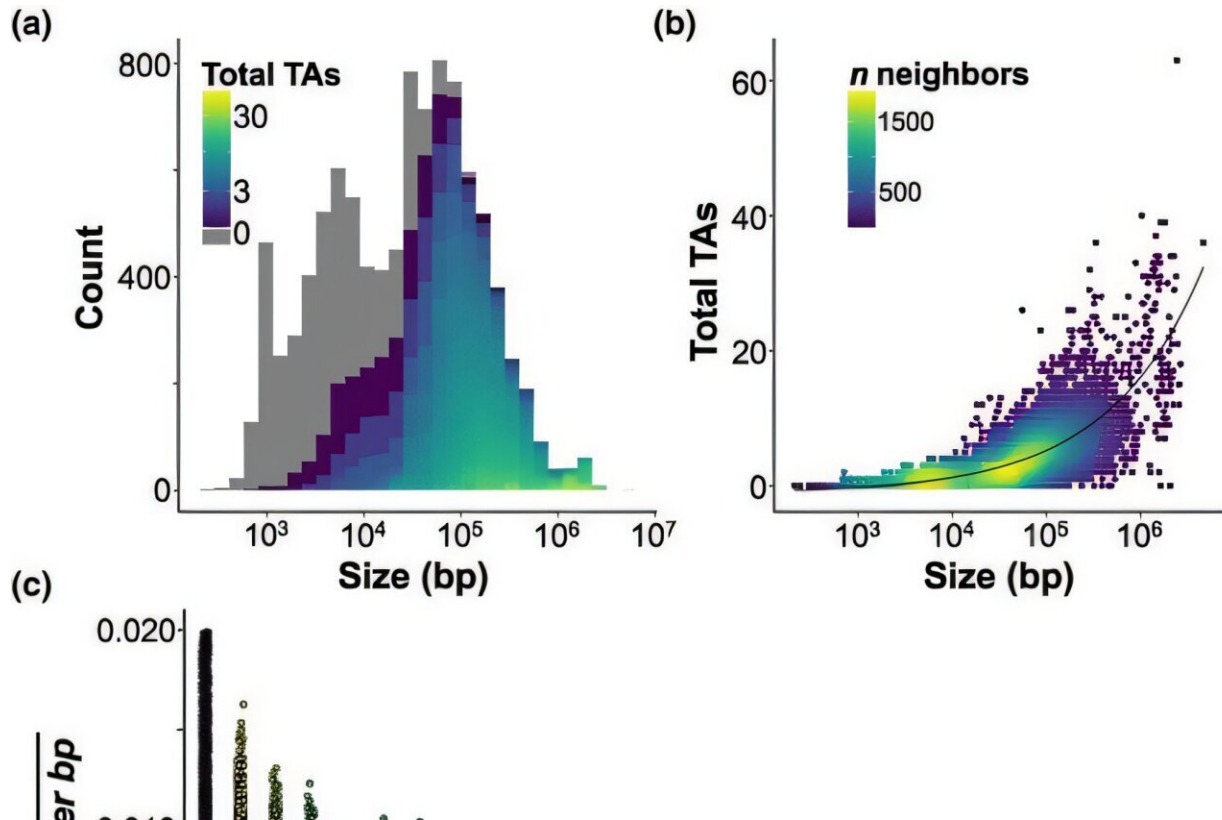 (a)
800
400
0
Count
Total TAs
30
3
0
10³
10⁴
10⁵
10⁶
10⁷
Size (bp)
(b)
60
40
20
0
Total TAs
n neighbors
1500
500
10³
10⁴
10⁵
10⁶
Size (bp)
(c)
0.020
bp